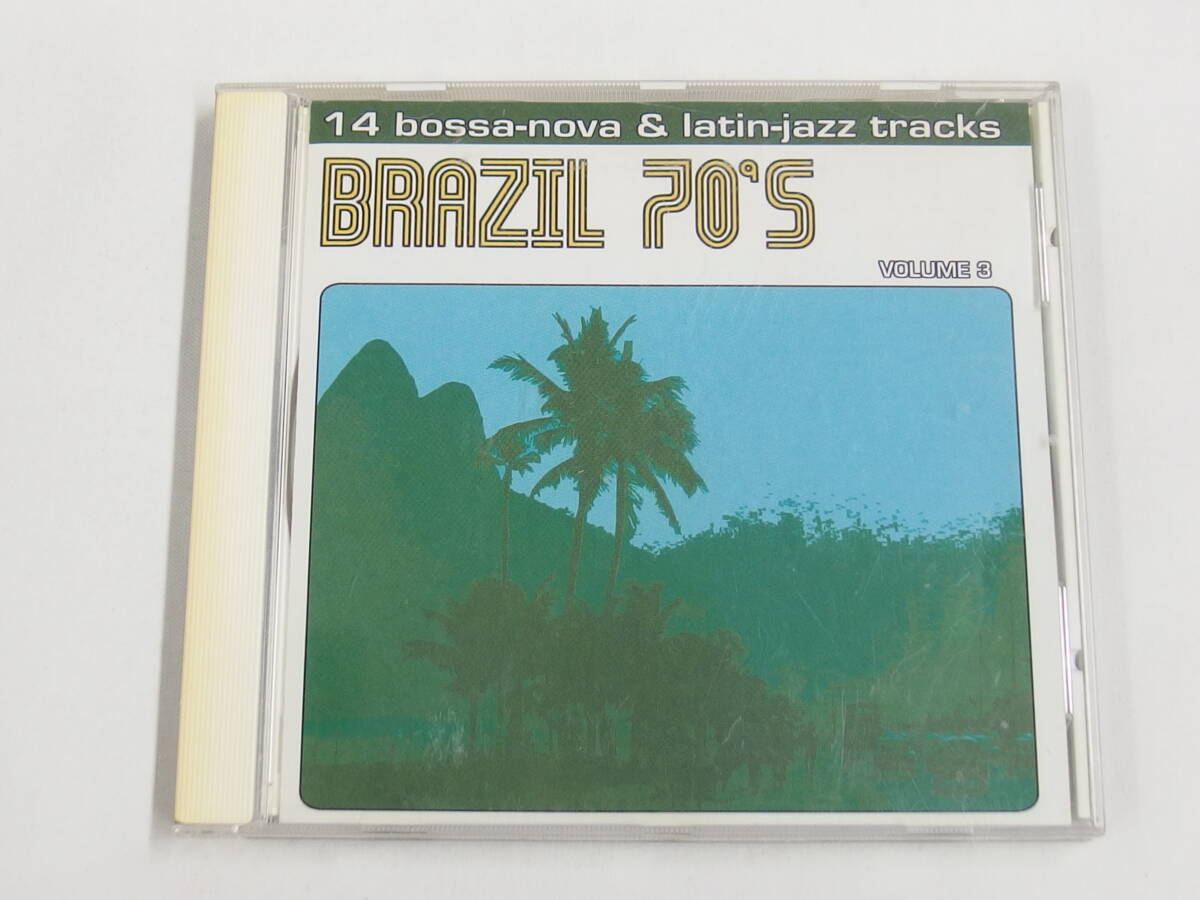 14 bossa-nova & latin-jazz tracks
BRAZIL 70'S
VOLUME 3